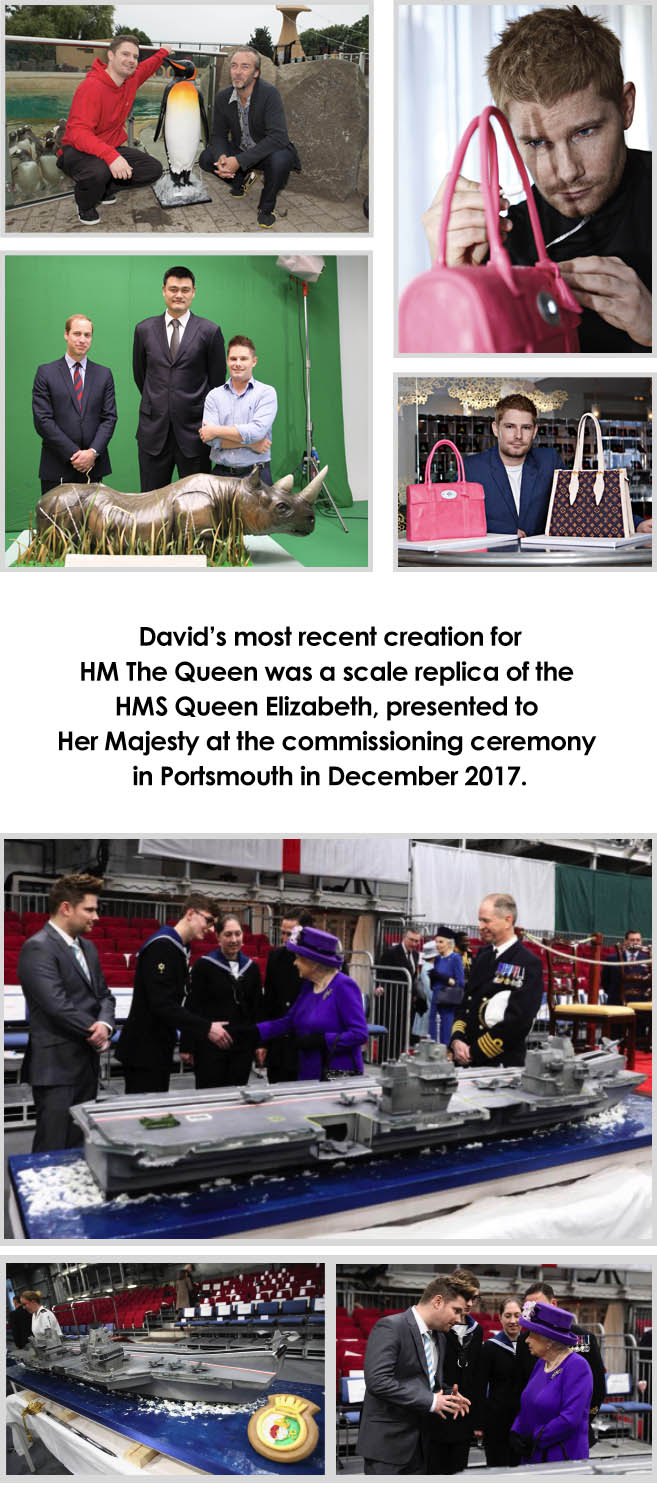 David’s most recent creation for
HM The Queen was a scale replica of the
HMS Queen Elizabeth, presented to
Her Majesty at the commissioning ceremony
in Portsmouth in December 2017.